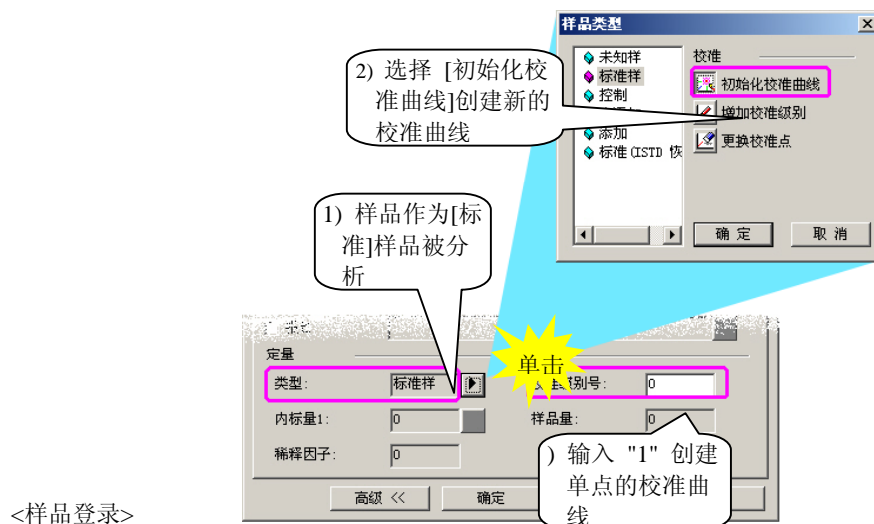 样品类型
未知样
标准样
控制
添加
标准(ISTD 恢
校准
初始化校准曲线
增加校准级别
更换校准点
确 定
取 消
2) 选择 [初始化校
准曲线]创建新的
校准曲线
1) 样品作为[标
准]样品被分
析
单击
定量
类型:
标准样
级别号:
0
内标量1:
0
样品量:
0
稀释因子:
0
) 输入 "1" 创建
单点的校准曲
线
高级 <<
确定
<样品登录>